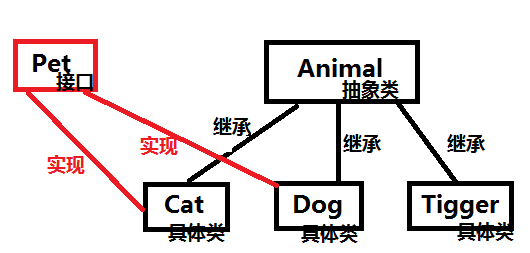 Pet
接口
Animal
抽象类
实现
实现
继承
继承
继承
Cat
具体类
Dog
具体类
Tigger
具体类